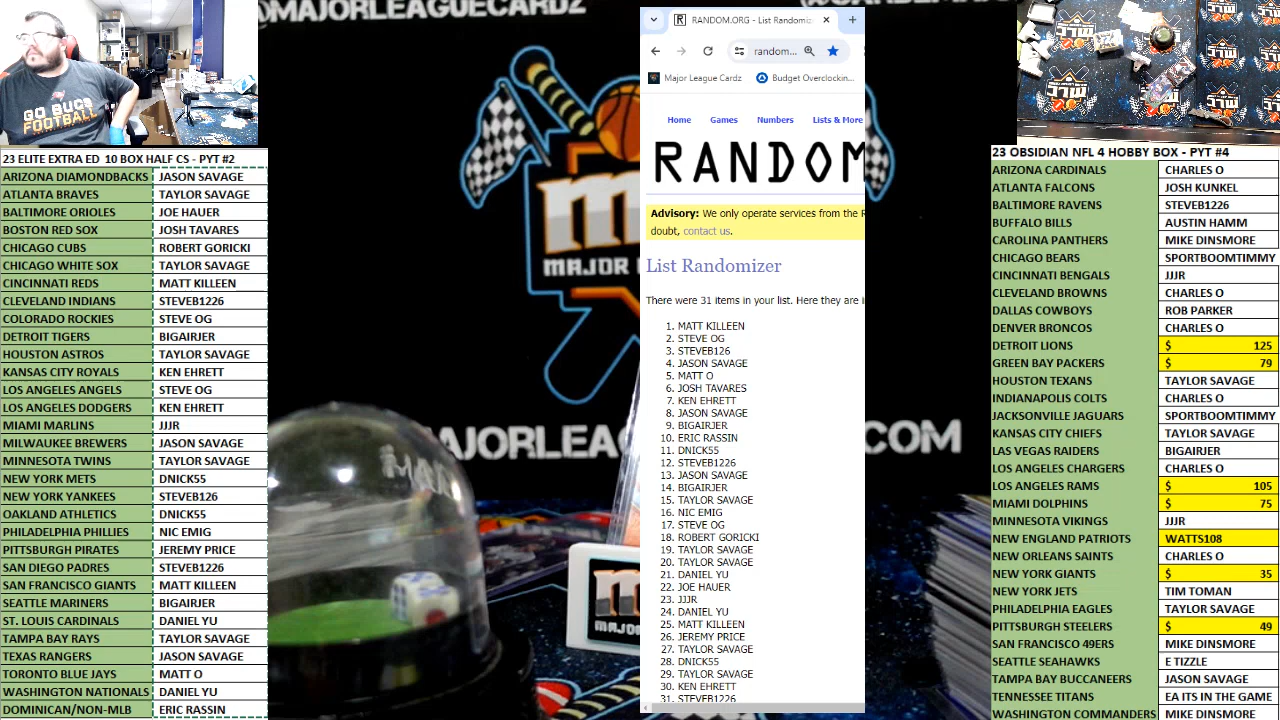 @MAJORLEAGUECARDZ
GO BUCS
FOOTBALL
23 ELITE EXTRA ED 10 BOX HALF CS - PYT #2
ARIZONA DIAMONDBACKS JASON SAVAGE
ATLANTA BRAVES TAYLOR SAVAGE
BALTIMORE ORIOLES JOE HAUER
BOSTON RED SOX JOSH TAVARES
CHICAGO CUBS ROBERT GORICKI
CHICAGO WHITE SOX TAYLOR SAVAGE
CINCINNATI REDS MATT KILLEEN
CLEVELAND INDIANS STEVEB1226
COLORADO ROCKIES STEVE OG
DETROIT TIGERS BIGAIRJER
HOUSTON ASTROS TAYLOR SAVAGE
KANSAS CITY ROYALS KEN EHRETT
LOS ANGELES ANGELS STEVE OG
LOS ANGELES DODGERS KEN EHRETT
MIAMI MARLINS JJJR
MILWAUKEE BREWERS JASON SAVAGE
MINNESOTA TWINS TAYLOR SAVAGE
NEW YORK METS DNICK55
NEW YORK YANKEES STEVEB126
OAKLAND ATHLETICS DNICK55
PHILADELPHIA PHILLIES NIC EMIG
PITTSBURGH PIRATES JEREMY PRICE
SAN DIEGO PADRES STEVEB1226
SAN FRANCISCO GIANTS MATT KILLEEN
SEATTLE MARINERS BIGAIRJER
ST. LOUIS CARDINALS DANIEL YU
TAMPA BAY RAYS TAYLOR SAVAGE
TEXAS RANGERS JASON SAVAGE
TORONTO BLUE JAYS MATT O
WASHINGTON NATIONALS DANIEL YU
DOMINICAN/NON-MLB ERIC RASSIN
MAJOR
MAJORLEAG
.COM
RANDOM.ORG - List Randomiz
random...
Major League Cardz Budget Overclockin...
Home Games Numbers Lists & More
RANDOM
Advisory: We only operate services from the R
doubt, contact us.
List Randomizer
There were 31 items in your list. Here they are i
1. MATT KILLEEN
2. STEVE OG
3. STEVEB126
4. JASON SAVAGE
5. MATT O
6. JOSH TAVARES
7. KEN EHRETT
8. JASON SAVAGE
9. BIGAIRJER
10. ERIC RASSIN
11. DNICK55
12. STEVEB1226
13. JASON SAVAGE
14. BIGAIRJER
15. TAYLOR SAVAGE
16. NIC EMIG
17. STEVE OG
18. ROBERT GORICKI
19. TAYLOR SAVAGE
20. TAYLOR SAVAGE
21. DANIEL YU
22. JOE HAUER
23. JJJR
24. DANIEL YU
25. MATT KILLEEN
26. JEREMY PRICE
27. TAYLOR SAVAGE
28. DNICK55
29. TAYLOR SAVAGE
30. KEN EHRETT
31. STEVEB1226
23 OBSIDIAN NFL 4 HOBBY BOX - PYT #4
ARIZONA CARDINALS CHARLES O
ATLANTA FALCONS JOSH KUNKEL
BALTIMORE RAVENS STEVEB1226
BUFFALO BILLS AUSTIN HAMM
CAROLINA PANTHERS MIKE DINSMORE
CHICAGO BEARS SPORTBOOMTIMMY
CINCINNATI BENGALS JJJR
CLEVELAND BROWNS CHARLES O
DALLAS COWBOYS ROB PARKER
DENVER BRONCOS CHARLES O
DETROIT LIONS $ 125
GREEN BAY PACKERS $ 79
HOUSTON TEXANS TAYLOR SAVAGE
INDIANAPOLIS COLTS CHARLES O
JACKSONVILLE JAGUARS SPORTBOOMTIMMY
KANSAS CITY CHIEFS TAYLOR SAVAGE
LAS VEGAS RAIDERS BIGAIRJER
LOS ANGELES CHARGERS CHARLES O
LOS ANGELES RAMS $ 105
MIAMI DOLPHINS $ 75
MINNESOTA VIKINGS JJJR
NEW ENGLAND PATRIOTS WATTS108
NEW ORLEANS SAINTS CHARLES O
NEW YORK GIANTS $ 35
NEW YORK JETS TIM TOMAN
PHILADELPHIA EAGLES TAYLOR SAVAGE
PITTSBURGH STEELERS $ 49
SAN FRANCISCO 49ERS MIKE DINSMORE
SEATTLE SEAHAWKS E TIZZLE
TAMPA BAY BUCCANEERS JASON SAVAGE
TENNESSEE TITANS EA ITS IN THE GAME
WASHINGTON COMMANDERS MIKE DINSMORE